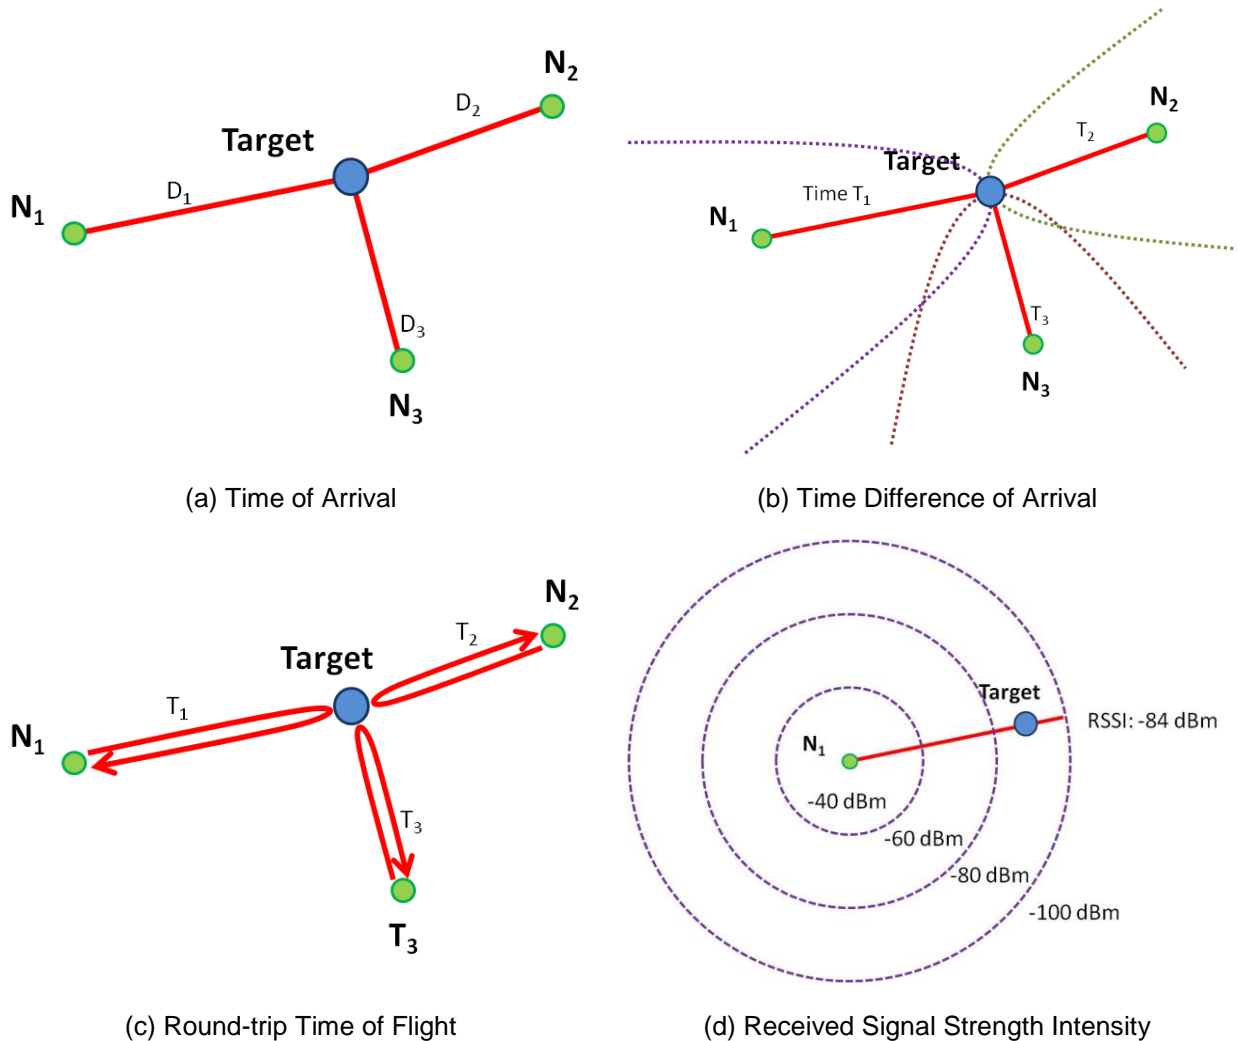 N₂
D₂
Target
D₁
N₁
D₃
N₃
(a) Time of Arrival
N₂
T₂
Target
Time T₁
N₁
T₃
N₃
(b) Time Difference of Arrival
N₂
T₂
Target
T₁
N₁
T₃
T₃
(c) Round-trip Time of Flight
Target
RSSI: -84 dBm
N₁
-40 dBm
-60 dBm
-80 dBm
-100 dBm
(d) Received Signal Strength Intensity